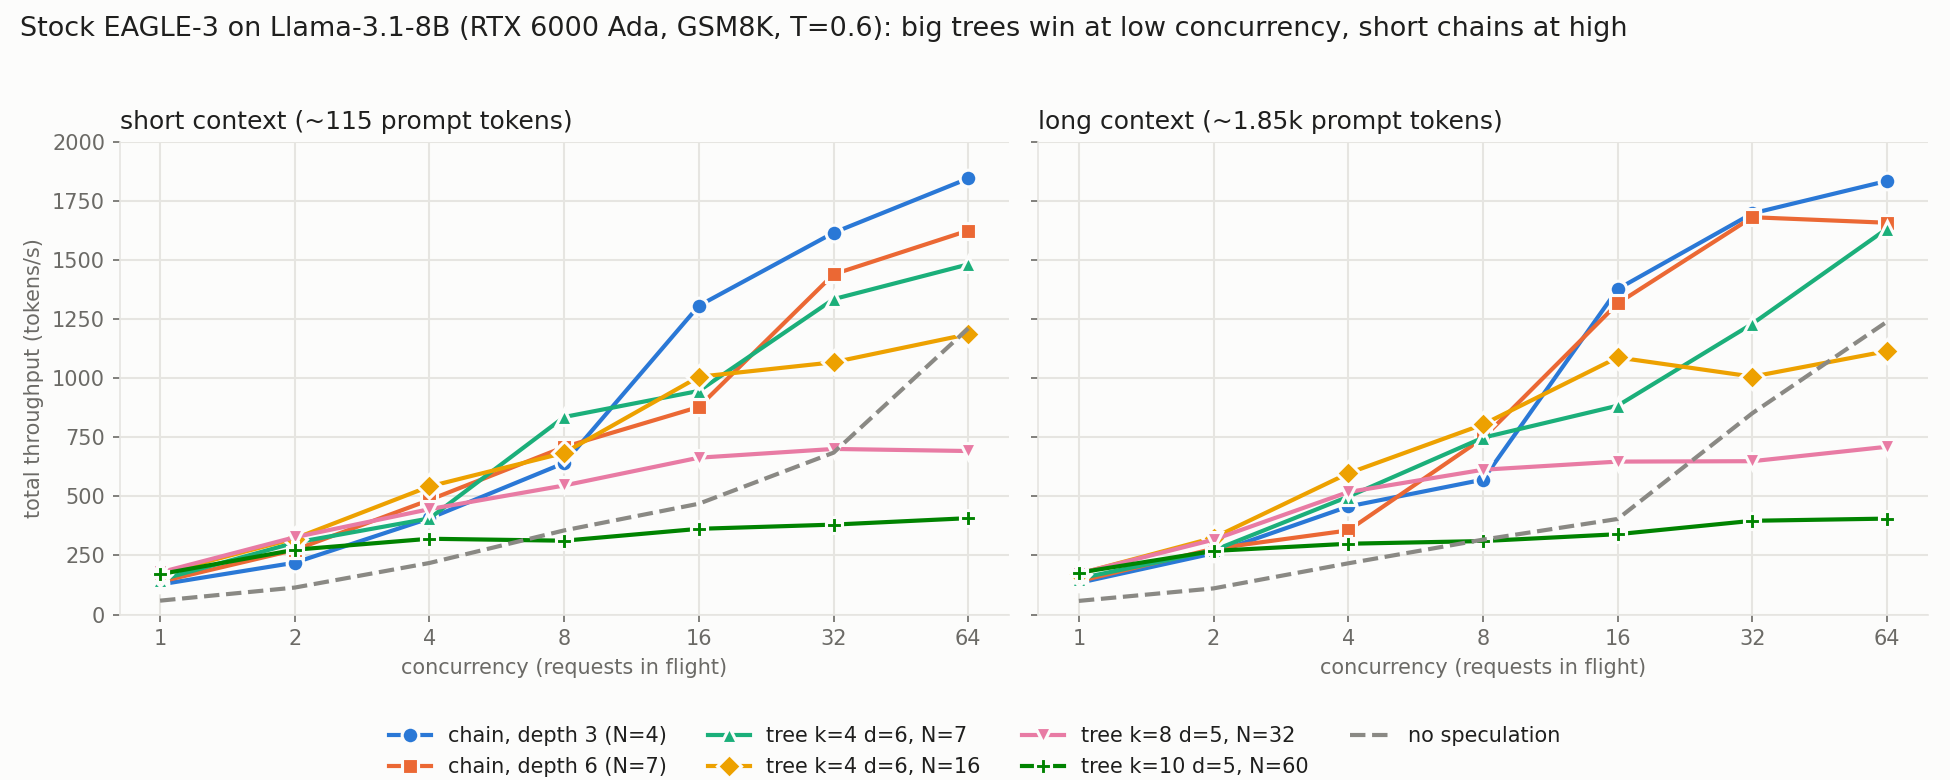 Stock EAGLE-3 on Llama-3.1-8B (RTX 6000 Ada, GSM8K, T=0.6): big trees win at low concurrency, short chains at high
short context (~115 prompt tokens)
long context (~1.85k prompt tokens)
total throughput (tokens/s)
2000
1750
1500
1250
1000
750
500
250
0
1 2 4 8 16 32 64
1 2 4 8 16 32 64
concurrency (requests in flight)
concurrency (requests in flight)
chain, depth 3 (N=4)
chain, depth 6 (N=7)
tree k=4 d=6, N=7
tree k=4 d=6, N=16
tree k=8 d=5, N=32
tree k=10 d=5, N=60
no speculation